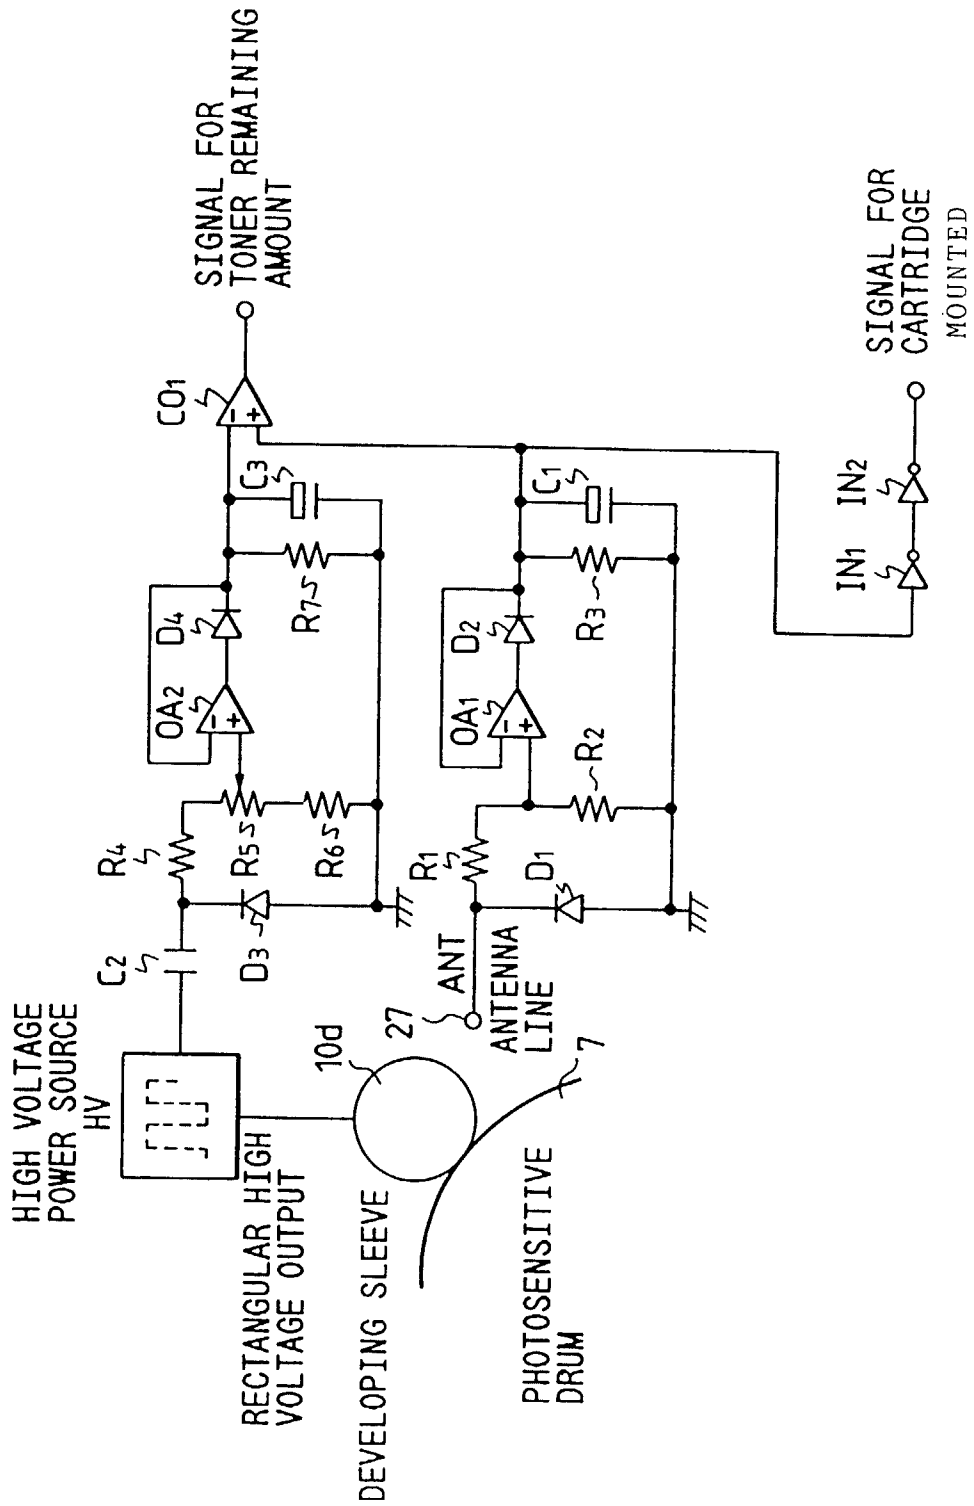 HIGH VOLTAGE
POWER SOURCE
HV
RECTANGULAR HIGH
VOLTAGE OUTPUT
DEVELOPING SLEEVE
10d
PHOTOSENSITIVE
DRUM
7
27
ANT
ANTENNA
LINE
C2
R4
D3
R5
R6
OA2
D4
R7
C3
CO1
-
+
-
+
SIGNAL FOR
TONER REMAINING
AMOUNT
R1
D1
R2
OA1
-
+
D2
R3
C1
IN1
IN2
SIGNAL FOR
CARTRIDGE
MOUNTED